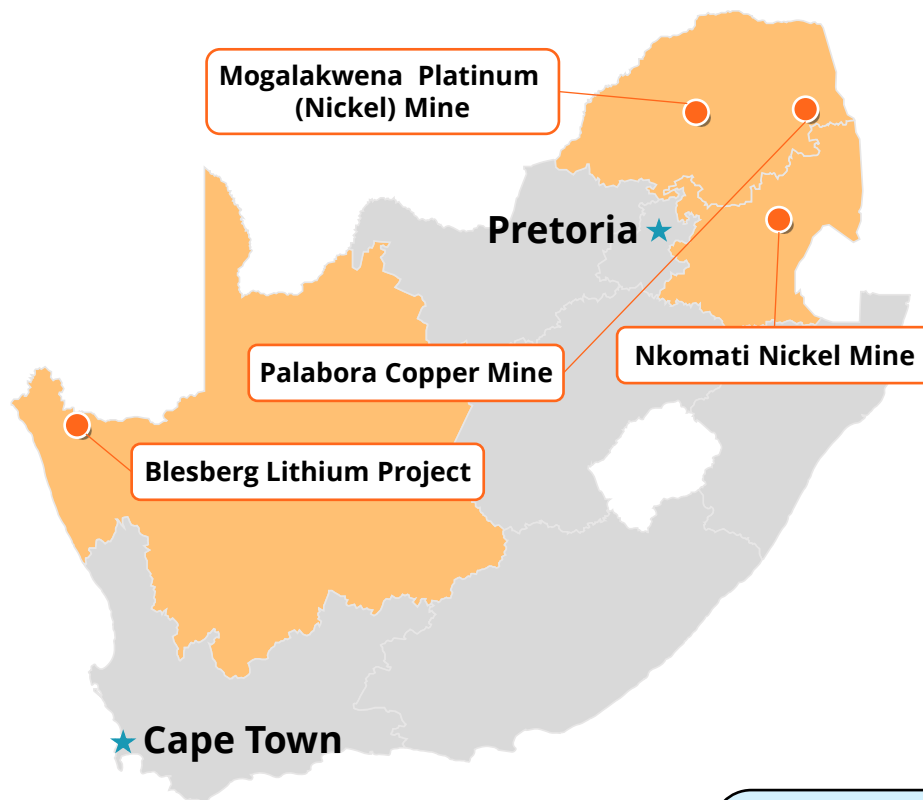 Mogalakwena Platinum
(Nickel) Mine
Pretoria
Nkomati Nickel Mine
Palabora Copper Mine
Blesberg Lithium Project
Cape Town